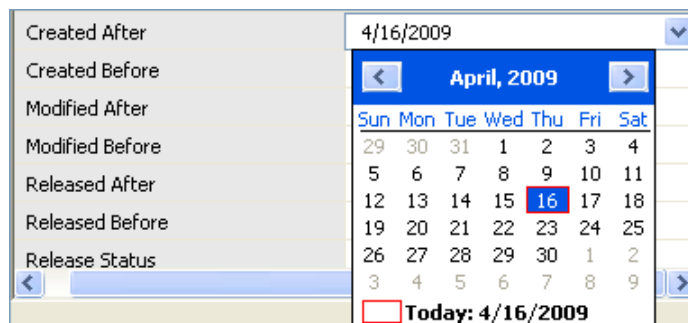 Created After 4/16/2009
Created Before
Modified After
Modified Before
Released After
Released Before
Release Status
April, 2009
Sun Mon Tue Wed Thu Fri Sat
29 30 31 1 2 3 4
5 6 7 8 9 10 11
12 13 14 15 16 17 18
19 20 21 22 23 24 25
26 27 28 29 30 1 2
3 4 5 6 7 8 9
Today: 4/16/2009